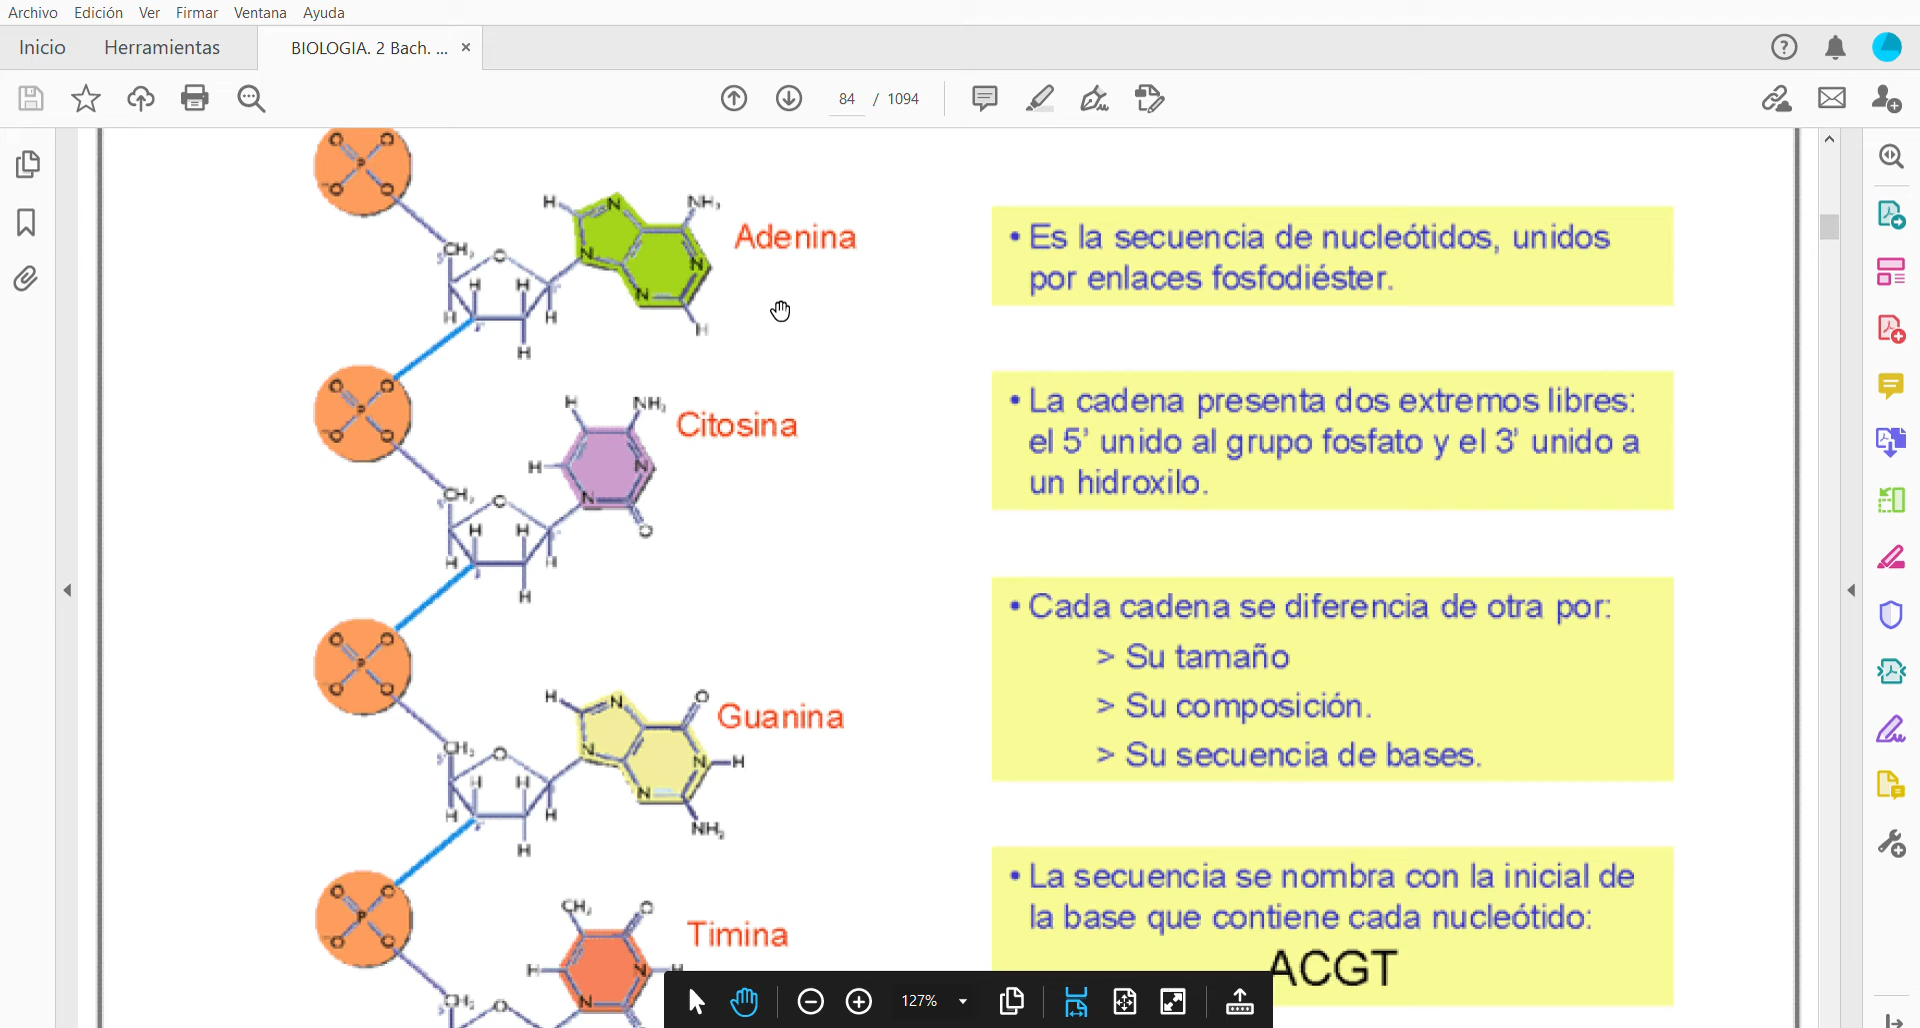 Archivo Edición Ver Firmar Ventana Ayuda
Inicio Herramientas BIOLOGIA. 2 Bach. ... ×
84 / 1094
Adenina
• Es la secuencia de nucleótidos, unidos
por enlaces fosfodiéster.
Citosina
• La cadena presenta dos extremos libres:
el 5' unido al grupo fosfato y el 3' unido a
un hidroxilo.
• Cada cadena se diferencia de otra por:
> Su tamaño
> Su composición.
> Su secuencia de bases.
Guanina
• La secuencia se nombra con la inicial de
la base que contiene cada nucleótido:
ACGT
Timina
127%